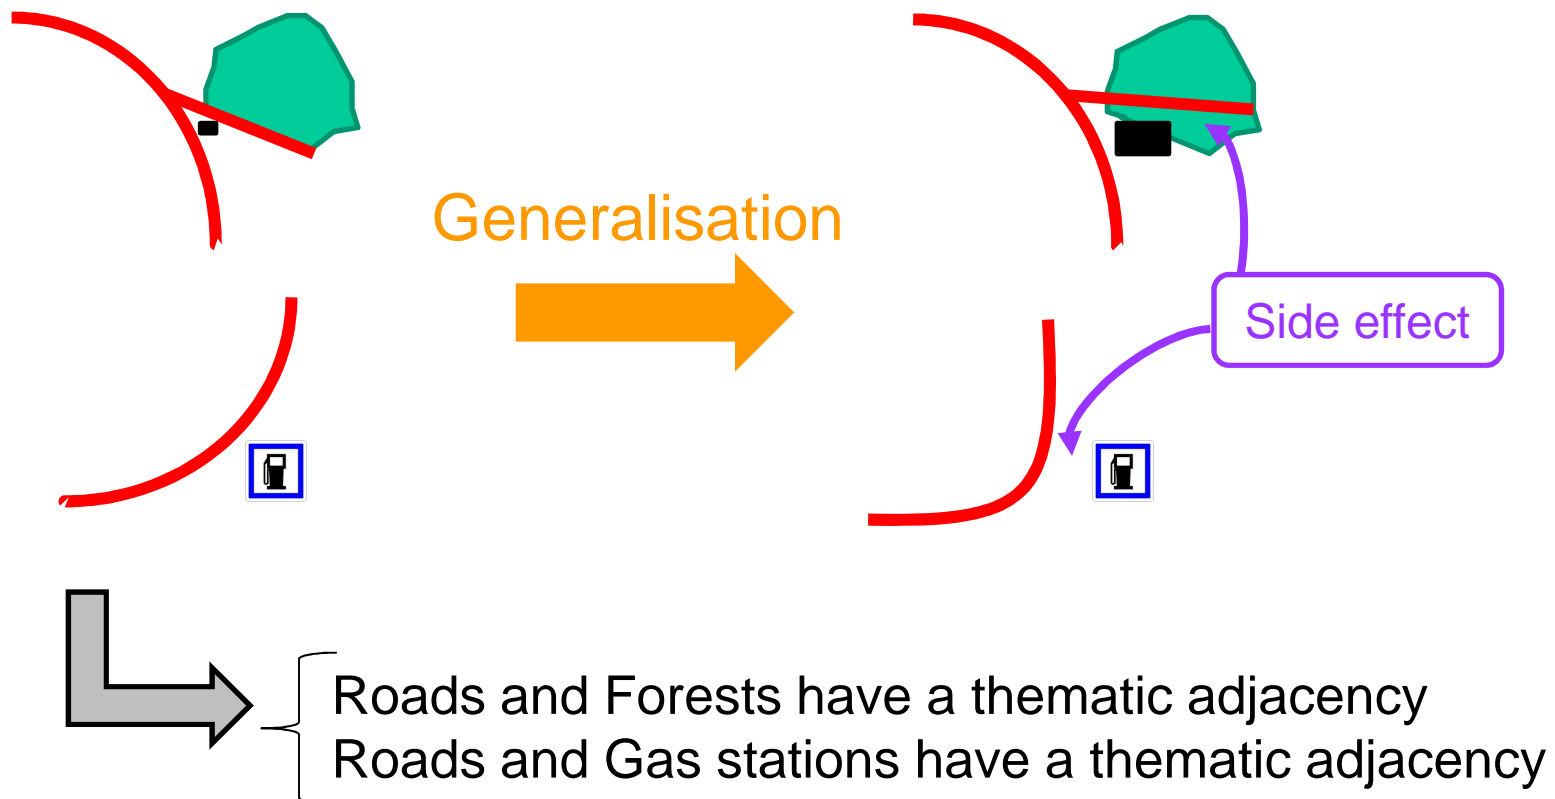 Generalisation
Side effect
Roads and Forests have a thematic adjacency
Roads and Gas stations have a thematic adjacency